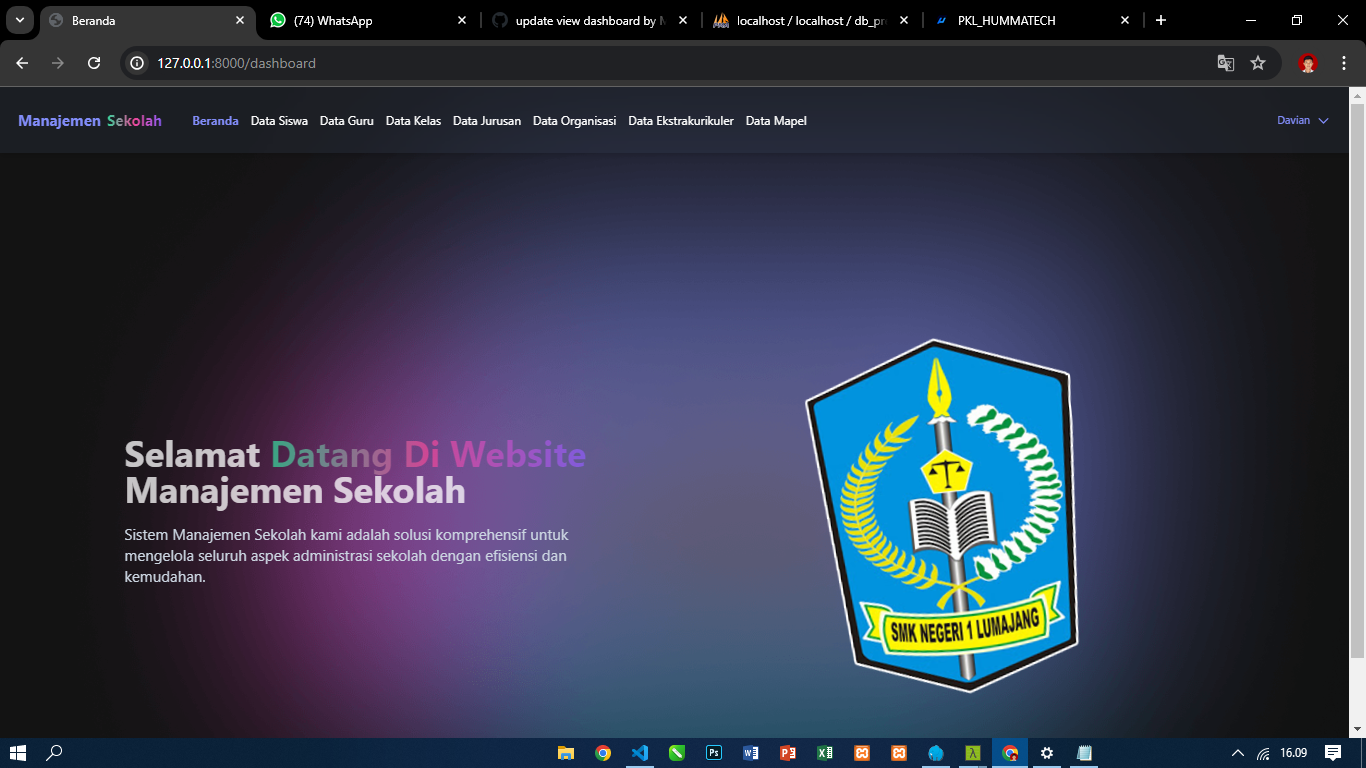 Beranda
(74) WhatsApp
update view dashboard by M
localhost / localhost / db_pr
PKL_HUMMATECH
127.0.0.1:8000/dashboard
Manajemen Sekolah
Beranda Data Siswa Data Guru Data Kelas Data Jurusan Data Organisasi Data Ekstrakurikuler Data Mapel
Davian
Selamat Datang Di Website
Manajemen Sekolah
Sistem Manajemen Sekolah kami adalah solusi komprehensif untuk
mengelola seluruh aspek administrasi sekolah dengan efisiensi dan
kemudahan.
SMK NEGERI 1 LUMAJANG
16.09